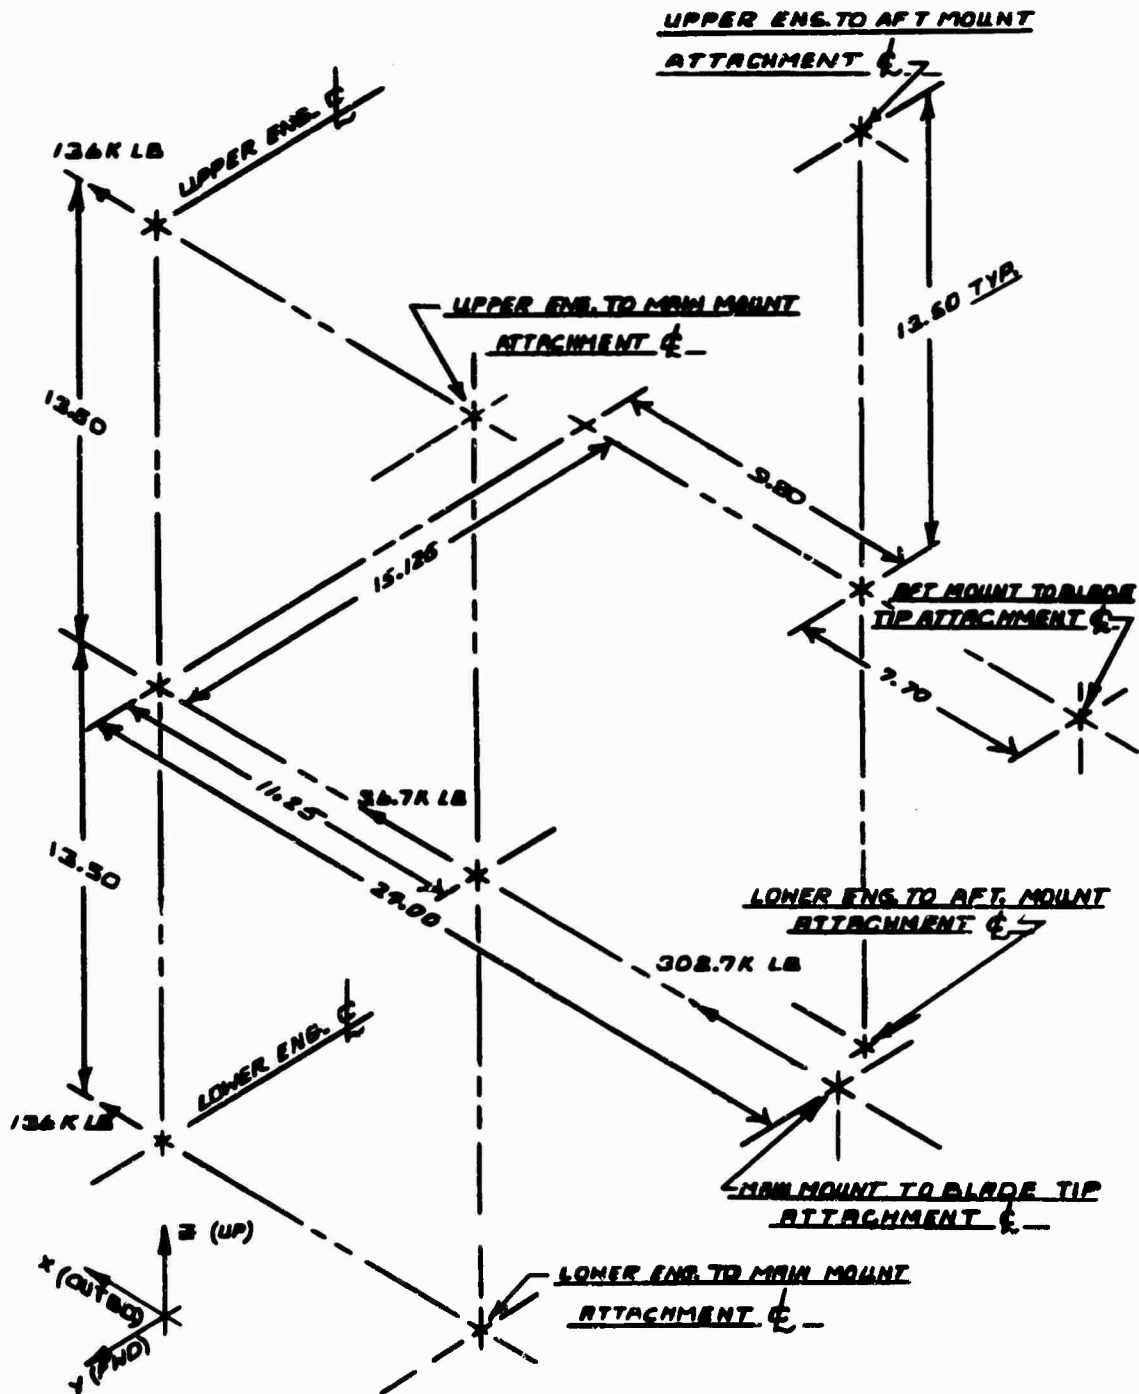 UPPER ENG. TO AFT MOUNT
ATTACHMENT ℄
UPPER ENG. ℄
136K LB
13.60 TYP.
UPPER ENG. TO MAIN MOUNT
ATTACHMENT ℄
13.50
9.80
15.126
AFT MOUNT TO BLADE
TIP ATTACHMENT ℄
7.70
11.25
36.7K LB
13.50
29.00
LOWER ENG. TO AFT. MOUNT
ATTACHMENT ℄
308.7K LB
LOWER ENG. ℄
136K LB
MAIN MOUNT TO BLADE TIP
ATTACHMENT ℄
Z (UP)
X (OUTBD)
Y (FWD)
LOWER ENG. TO MAIN MOUNT
ATTACHMENT ℄